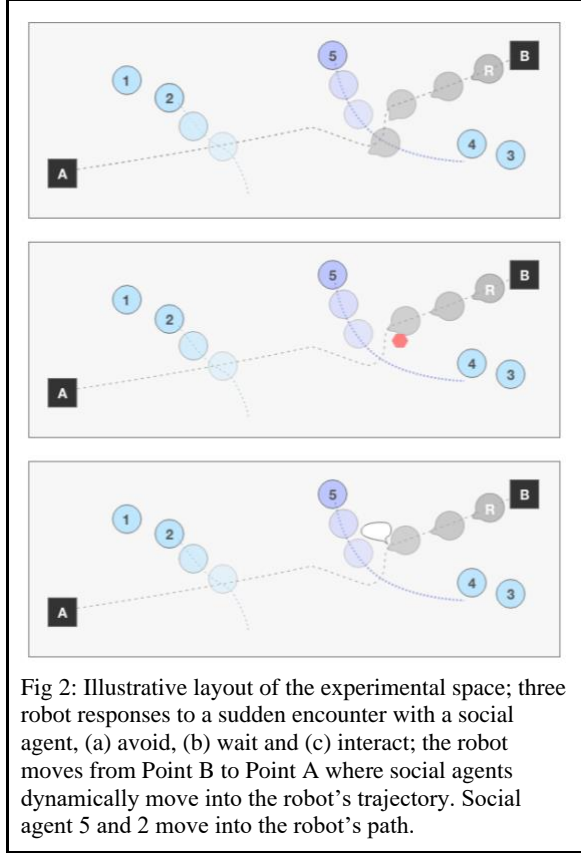 1
2
5
R
B
A
4
3
1
2
5
R
B
A
4
3
1
2
5
R
B
A
4
3
Fig 2: Illustrative layout of the experimental space; three
robot responses to a sudden encounter with a social
agent, (a) avoid, (b) wait and (c) interact; the robot
moves from Point B to Point A where social agents
dynamically move into the robot’s trajectory. Social
agent 5 and 2 move into the robot’s path.